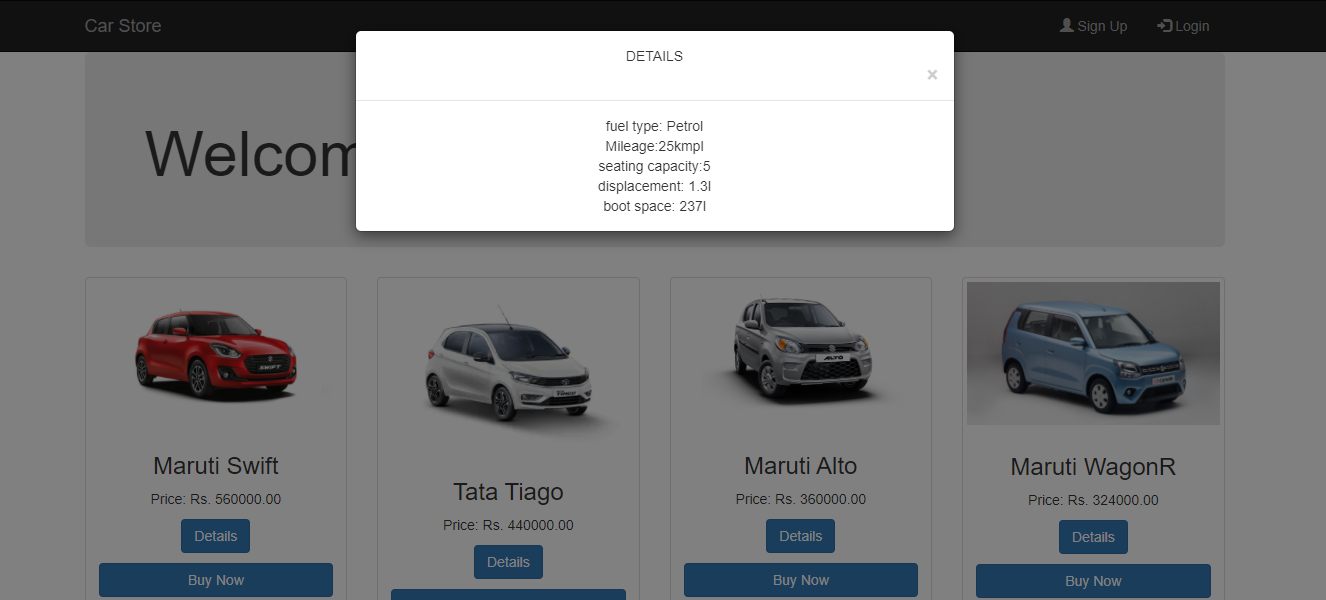 Car Store
Sign Up
Login
DETAILS
×
fuel type: Petrol
Mileage:25kmpl
seating capacity:5
displacement: 1.3l
boot space: 237l
Welcom
SWIFT
ALTO
Maruti Swift
Price: Rs. 560000.00
Details
Buy Now
Tata Tiago
Price: Rs. 440000.00
Details
Maruti Alto
Price: Rs. 360000.00
Details
Buy Now
Maruti WagonR
Price: Rs. 324000.00
Details
Buy Now